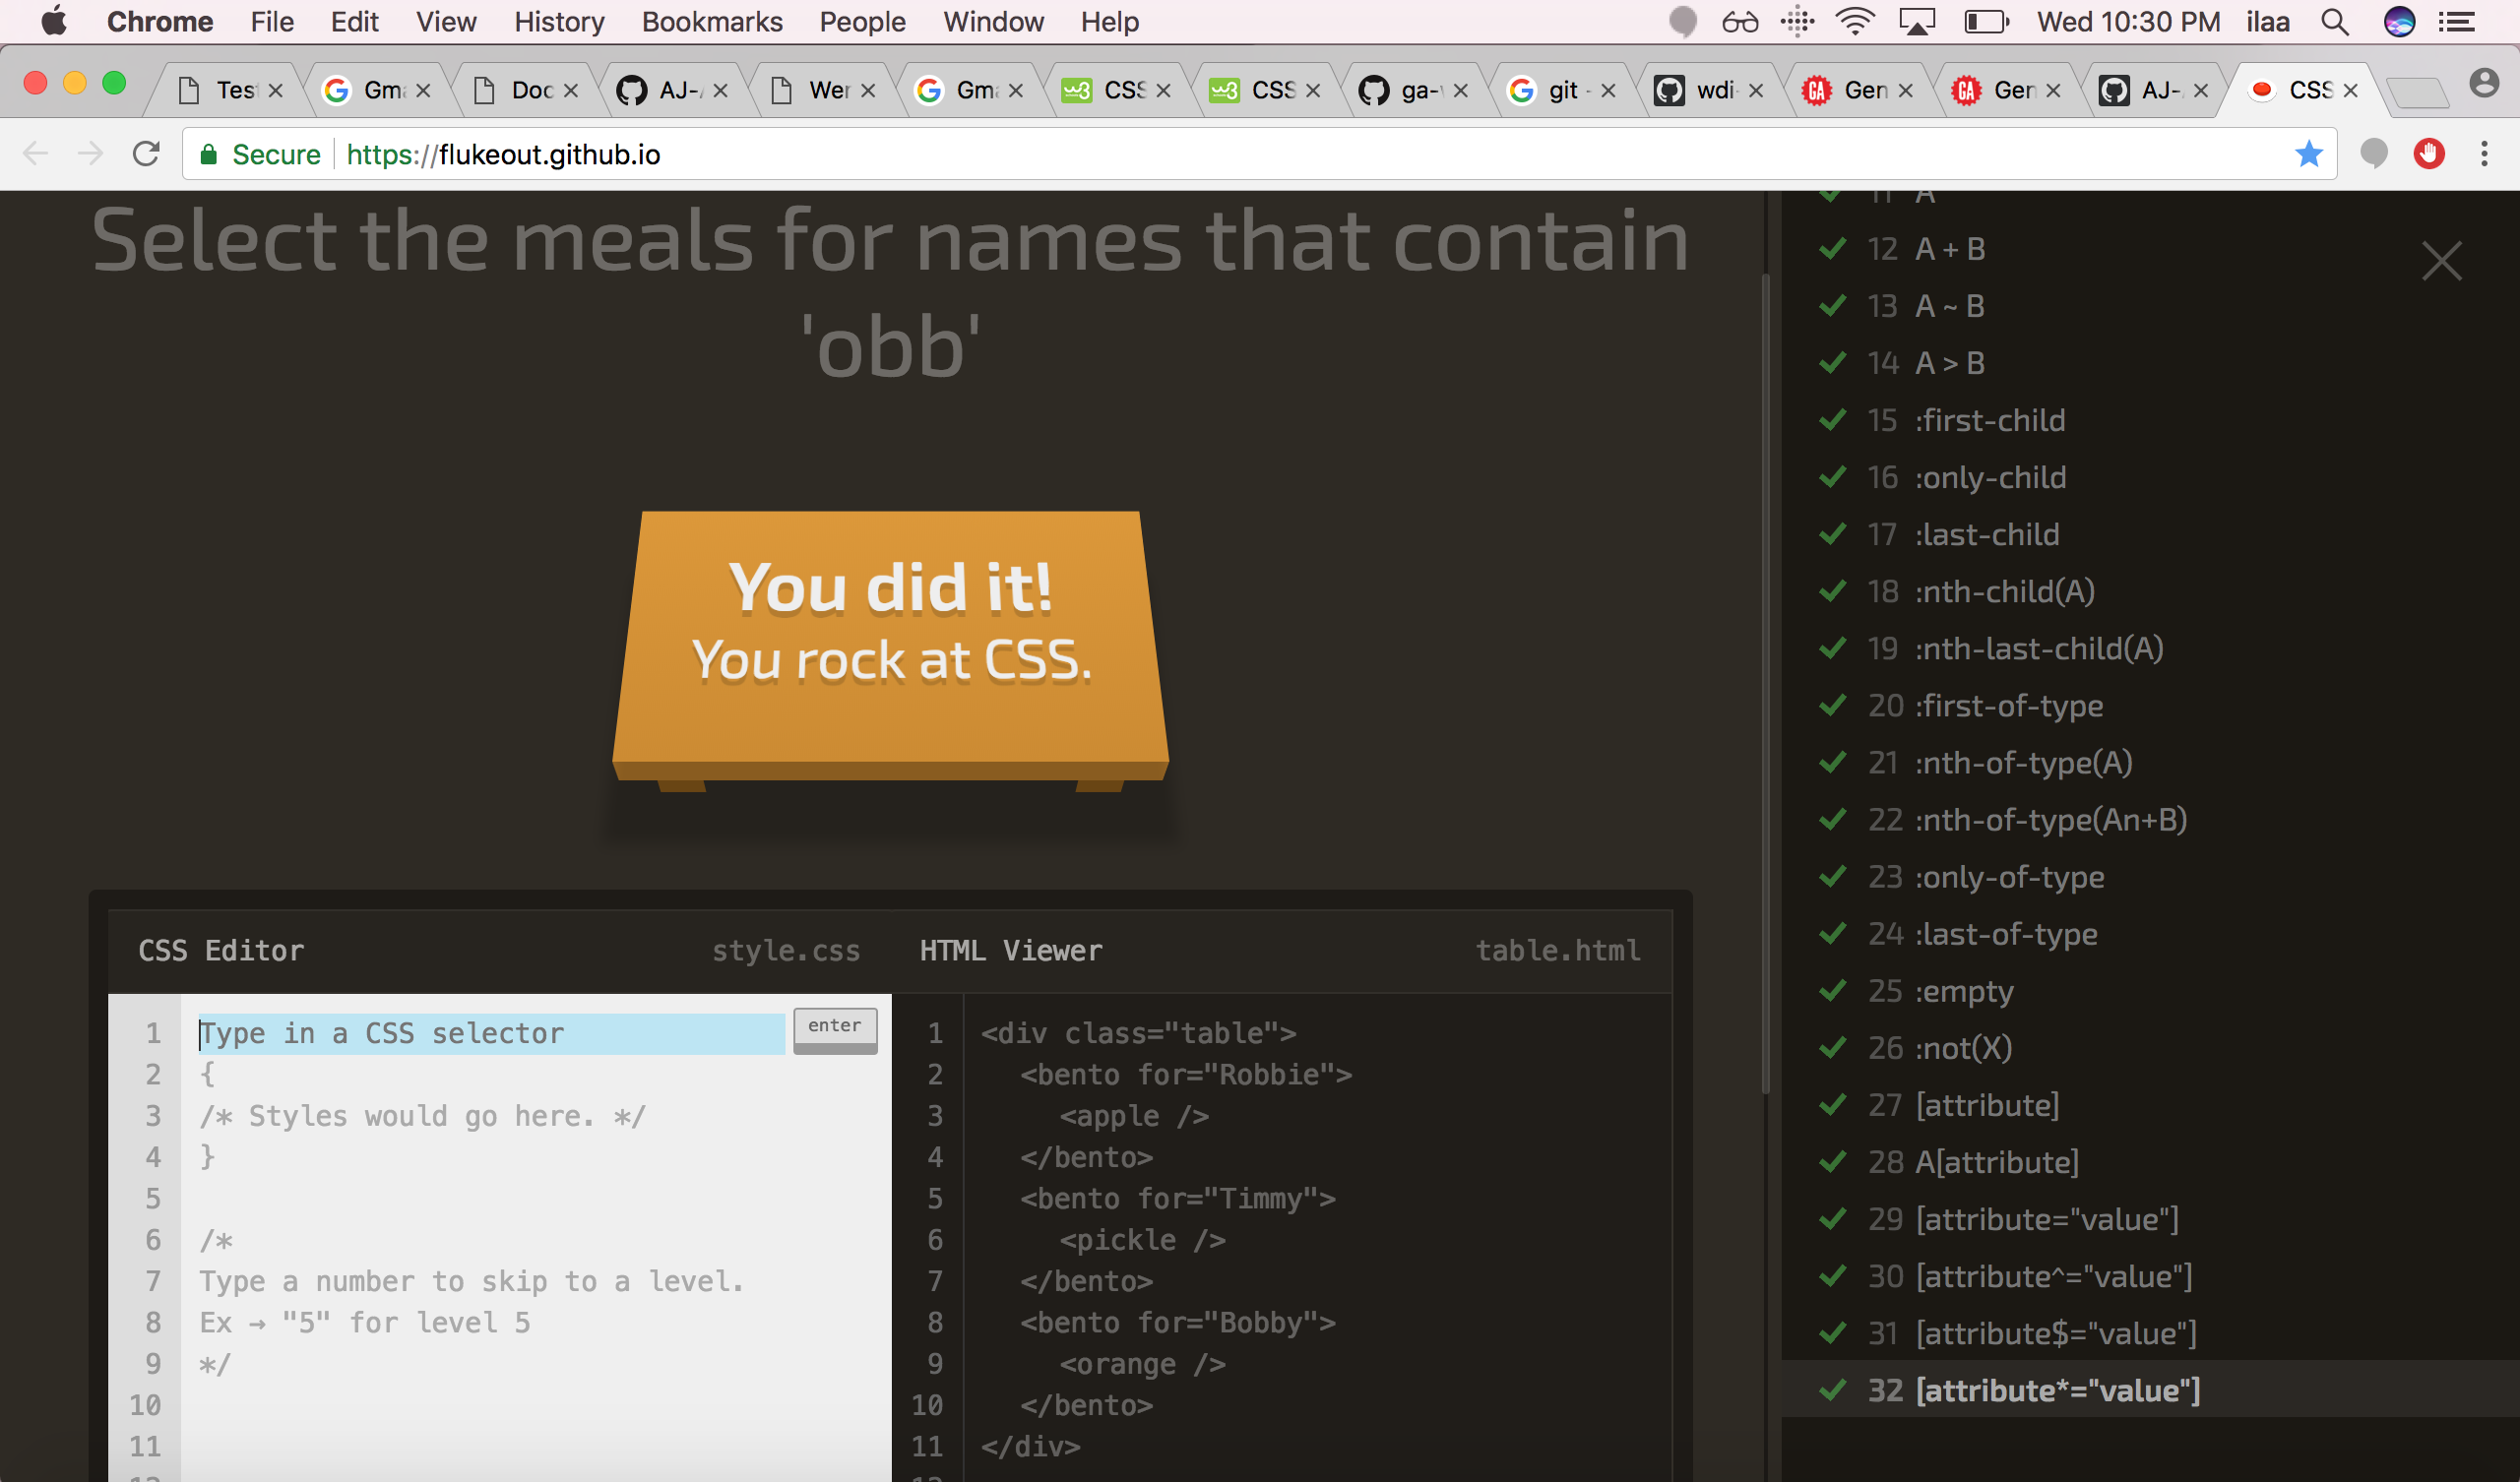 Chrome File Edit View History Bookmarks People Window Help Wed 10:30 PM ilaa
Tes Gma Doc AJ- Wer Gma CSS CSS ga- git - wdi- Gen Gen AJ- CSS
Secure https://flukeout.github.io
Select the meals for names that contain
'obb'
You did it!
You rock at CSS.
CSS Editor style.css
1 Type in a CSS selector enter
2 {
3 /* Styles would go here. */
4 }
5
6 /*
7 Type a number to skip to a level.
8 Ex → "5" for level 5
9 */
10
11
HTML Viewer table.html
1 <div class="table">
2 <bento for="Robbie">
3 <apple />
4 </bento>
5 <bento for="Timmy">
6 <pickle />
7 </bento>
8 <bento for="Bobby">
9 <orange />
10 </bento>
11 </div>
11 A
12 A + B
13 A ~ B
14 A > B
15 :first-child
16 :only-child
17 :last-child
18 :nth-child(A)
19 :nth-last-child(A)
20 :first-of-type
21 :nth-of-type(A)
22 :nth-of-type(An+B)
23 :only-of-type
24 :last-of-type
25 :empty
26 :not(X)
27 [attribute]
28 A[attribute]
29 [attribute="value"]
30 [attribute^="value"]
31 [attribute$="value"]
32 [attribute*="value"]